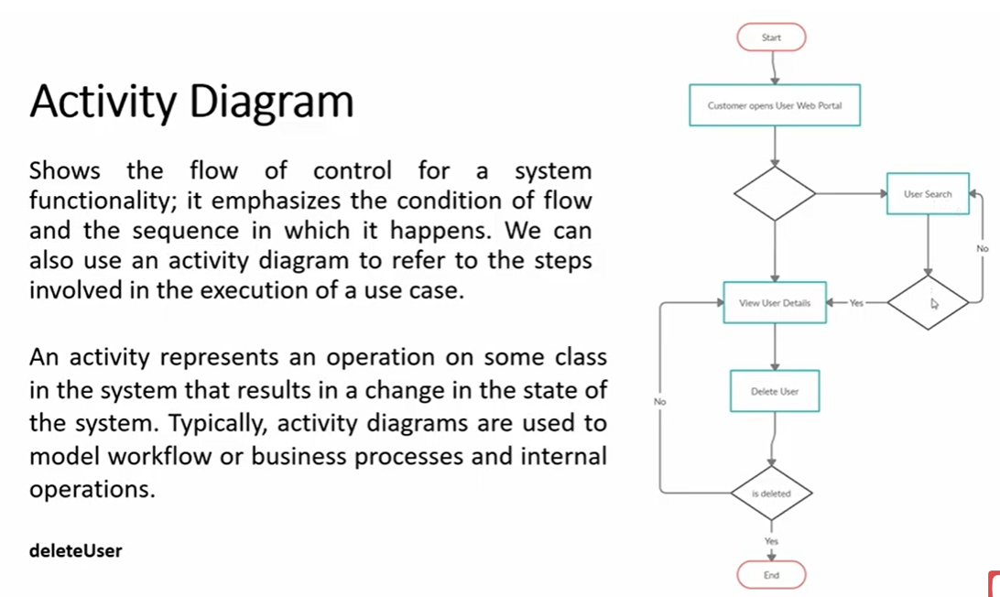 Activity Diagram
Shows the flow of control for a system
functionality; it emphasizes the condition of flow
and the sequence in which it happens. We can
also use an activity diagram to refer to the steps
involved in the execution of a use case.
An activity represents an operation on some class
in the system that results in a change in the state of
the system. Typically, activity diagrams are used to
model workflow or business processes and internal
operations.
deleteUser
Start
Customer opens User Web Portal
User Search
No
View User Details
Yes
Delete User
No
is deleted
Yes
End